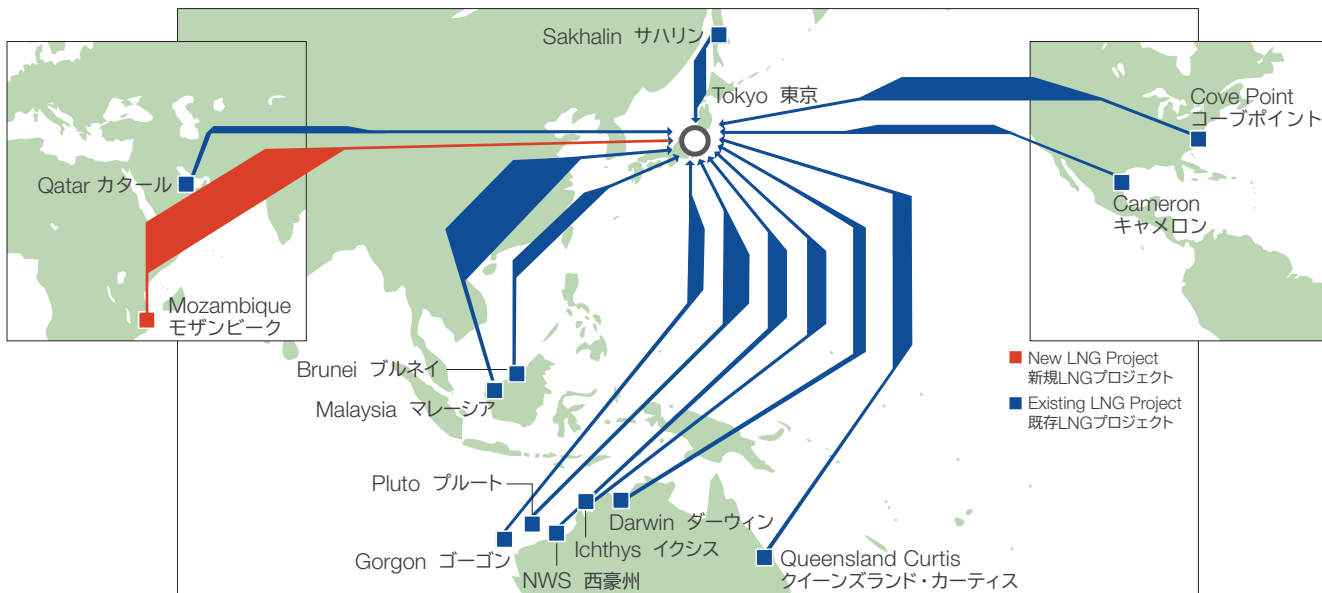 Sakhalin サハリン
Tokyo 東京
Cove Point
コーブポイント
Qatar カタール
Cameron
キャメロン
Mozambique
モザンビーク
Brunei ブルネイ
Malaysia マレーシア
New LNG Project
新規LNGプロジェクト
Existing LNG Project
既存LNGプロジェクト
Pluto プルート
Darwin ダーウィン
Gorgon ゴーゴン
Ichthys イクシス
NWS 西豪州
Queensland Curtis
クイーンズランド・カーティス